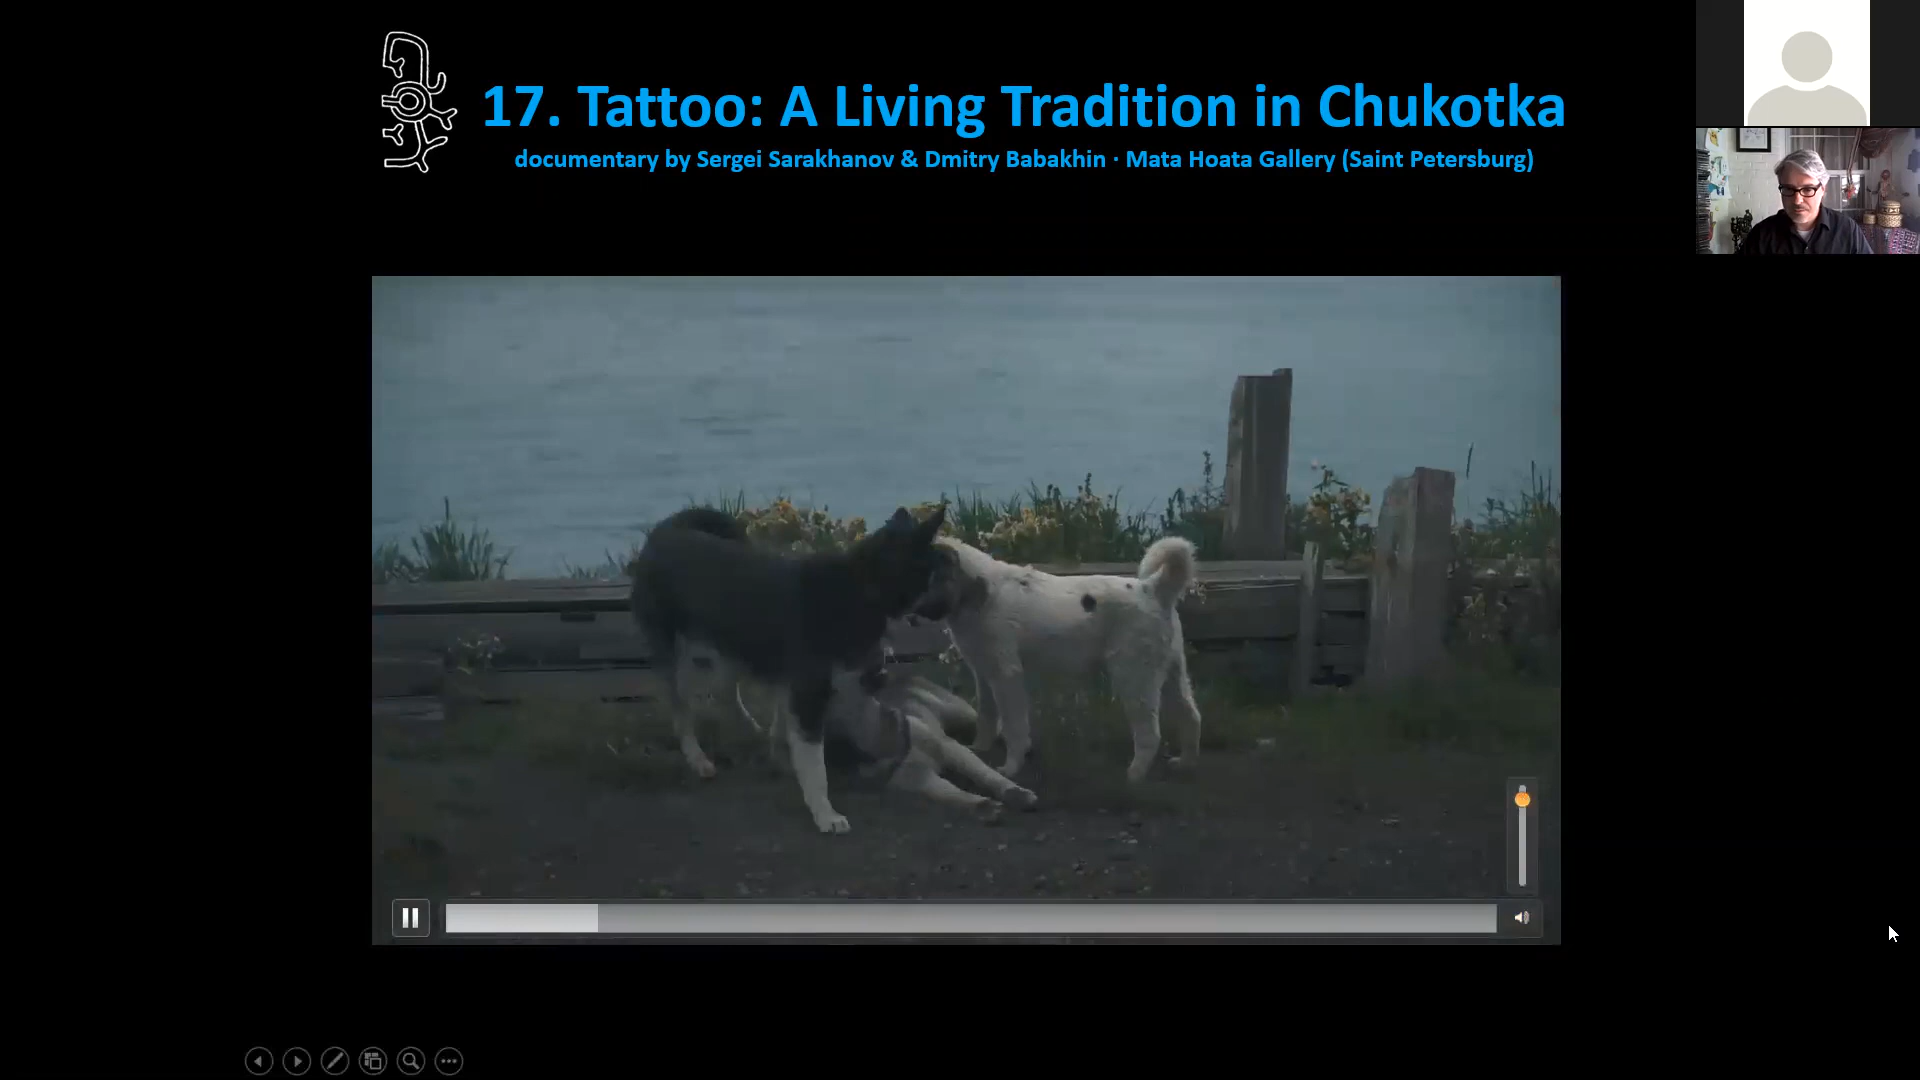 17. Tattoo: A Living Tradition in Chukotka
documentary by Sergei Sarakhanov & Dmitry Babakhin · Mata Hoata Gallery (Saint Petersburg)